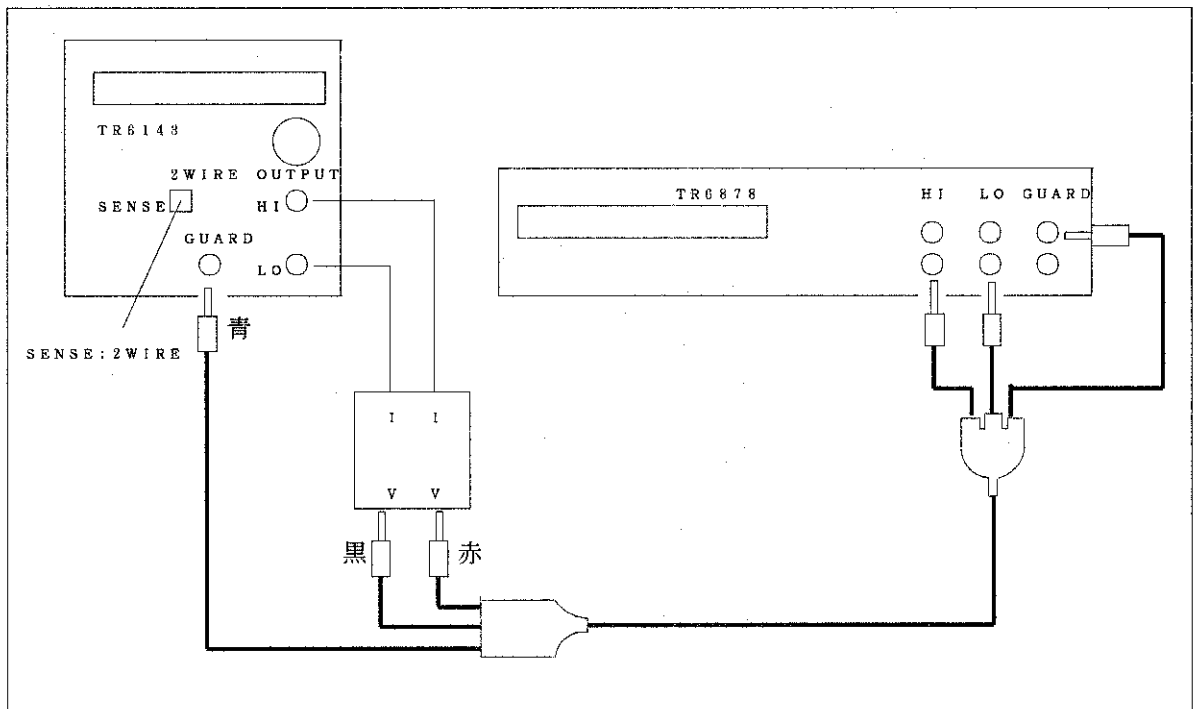 TR6143
2WIRE OUTPUT
SENSE
HI
GUARD
LO
青
SENSE:2WIRE
TR6878
HI LO GUARD
I I
V V
黒
赤